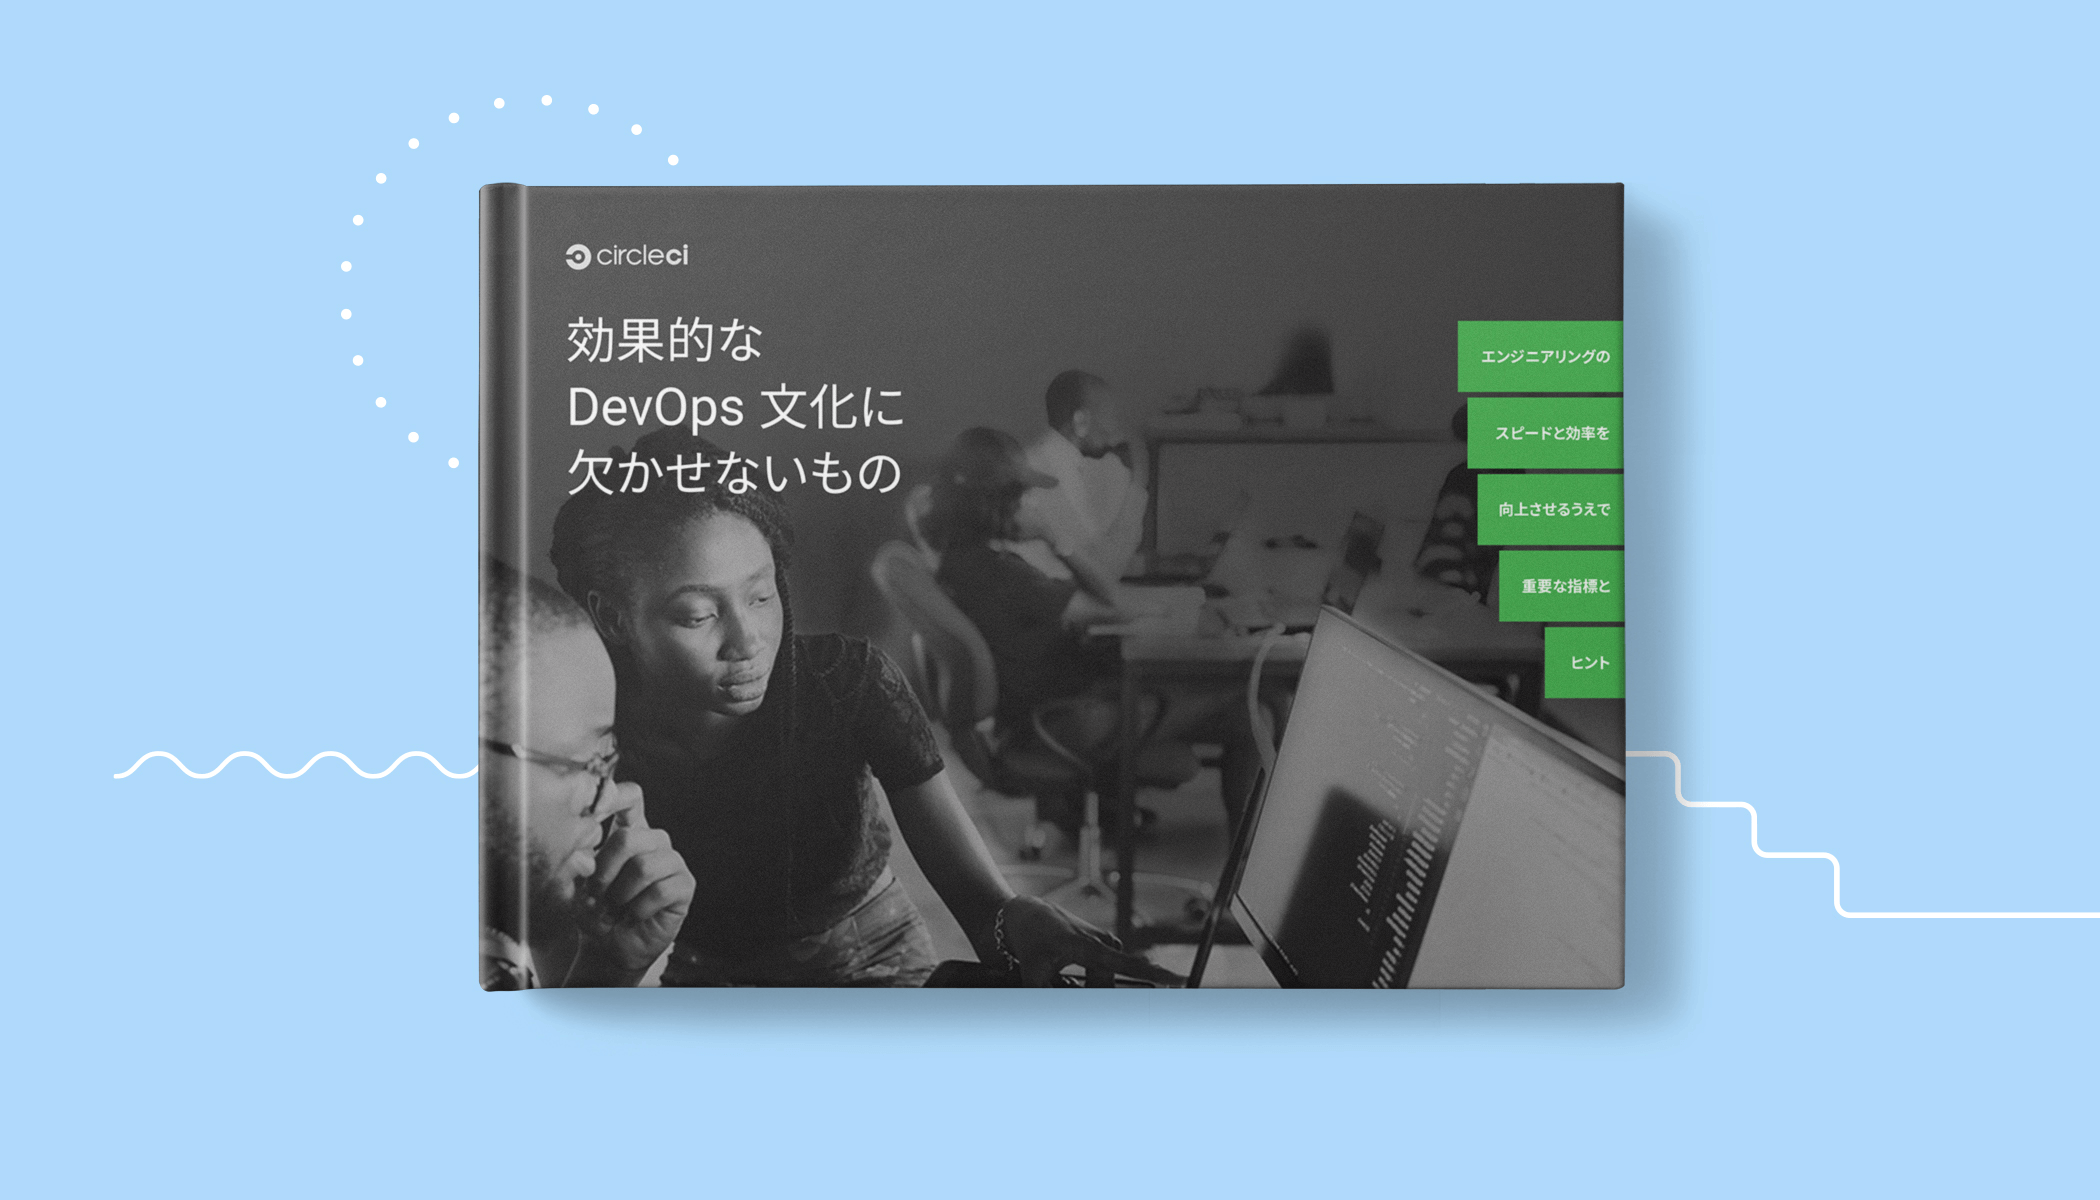 circleci
効果的な
DevOps 文化に
欠かせないもの
エンジニアリングの
スピードと効率を
向上させるうえで
重要な指標と
ヒント